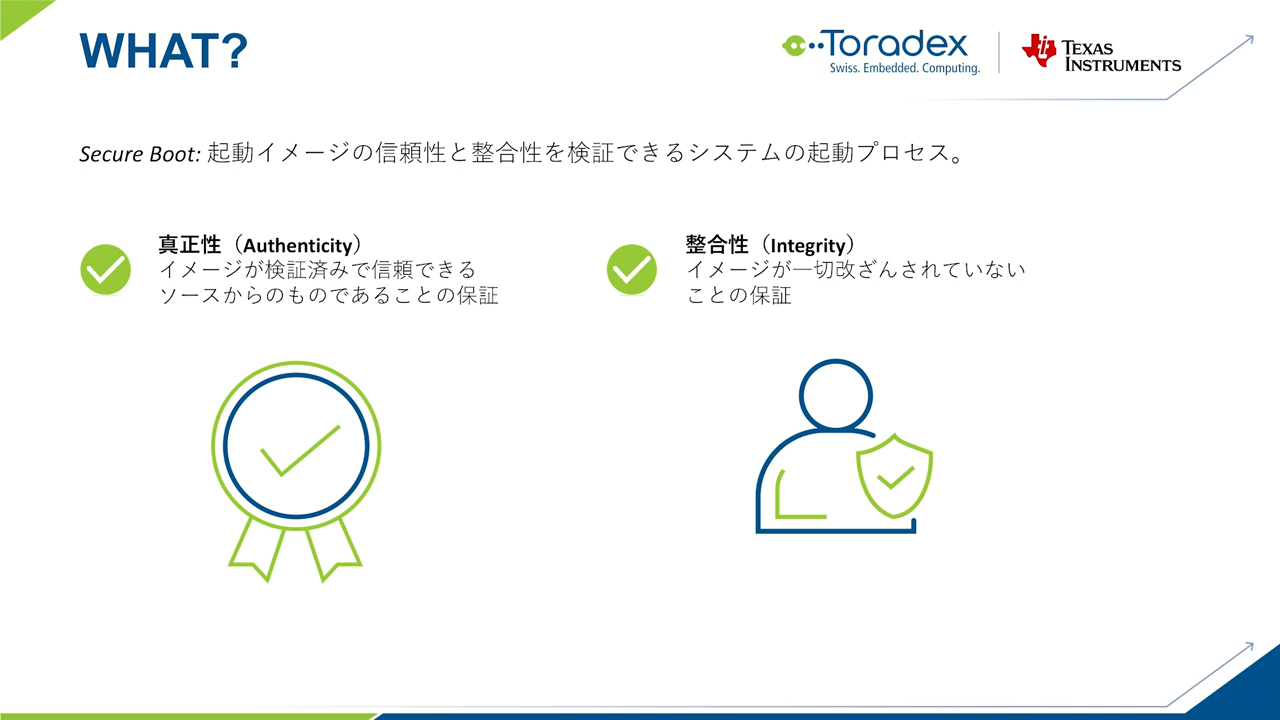 WHAT?
Toradex
Swiss. Embedded. Computing.
TEXAS
INSTRUMENTS
Secure Boot: 起動イメージの信頼性と整合性を検証できるシステムの起動プロセス。
真正性（Authenticity）
イメージが検証済みで信頼できる
ソースからのものであることの保証
整合性（Integrity）
イメージが一切改ざんされていない
ことの保証